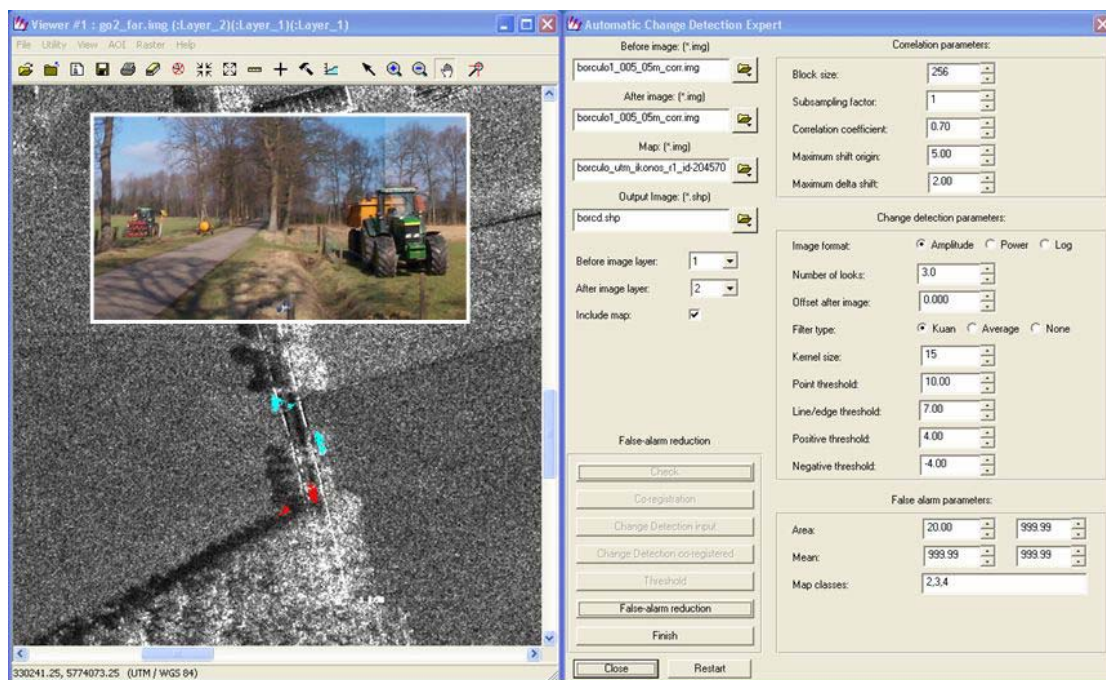 Viewer #1 : go2_far.img (:Layer_2)(:Layer_1)(:Layer_1)
File Utility View AOI Raster Help
330241.25, 5774073.25 (UTM / WGS 84)
Automatic Change Detection Expert
Before image: (*.img)
borculo1_005_05m_corr.img
After image: (*.img)
borculo1_005_05m_corr.img
Map: (*.img)
borculo_utm_ikonos_r1_id-204570
Output Image: (*.shp)
borcd.shp
Before image layer: 1
After image layer: 2
Include map:
False-alarm reduction
Check
Co-registration
Change Detection input
Change Detection co-registered
Threshold
False-alarm reduction
Finish
Close Restart
Correlation parameters:
Block size: 256
Subsampling factor: 1
Correlation coefficient: 0.70
Maximum shift origin: 5.00
Maximum delta shift: 2.00
Change detection parameters:
Image format: Amplitude Power Log
Number of looks: 3.0
Offset after image: 0.000
Filter type: Kuan Average None
Kernel size: 15
Point threshold: 10.00
Line/edge threshold: 7.00
Positive threshold: 4.00
Negative threshold: -4.00
False alarm parameters:
Area: 20.00 999.99
Mean: 999.99 999.99
Map classes: 2,3,4